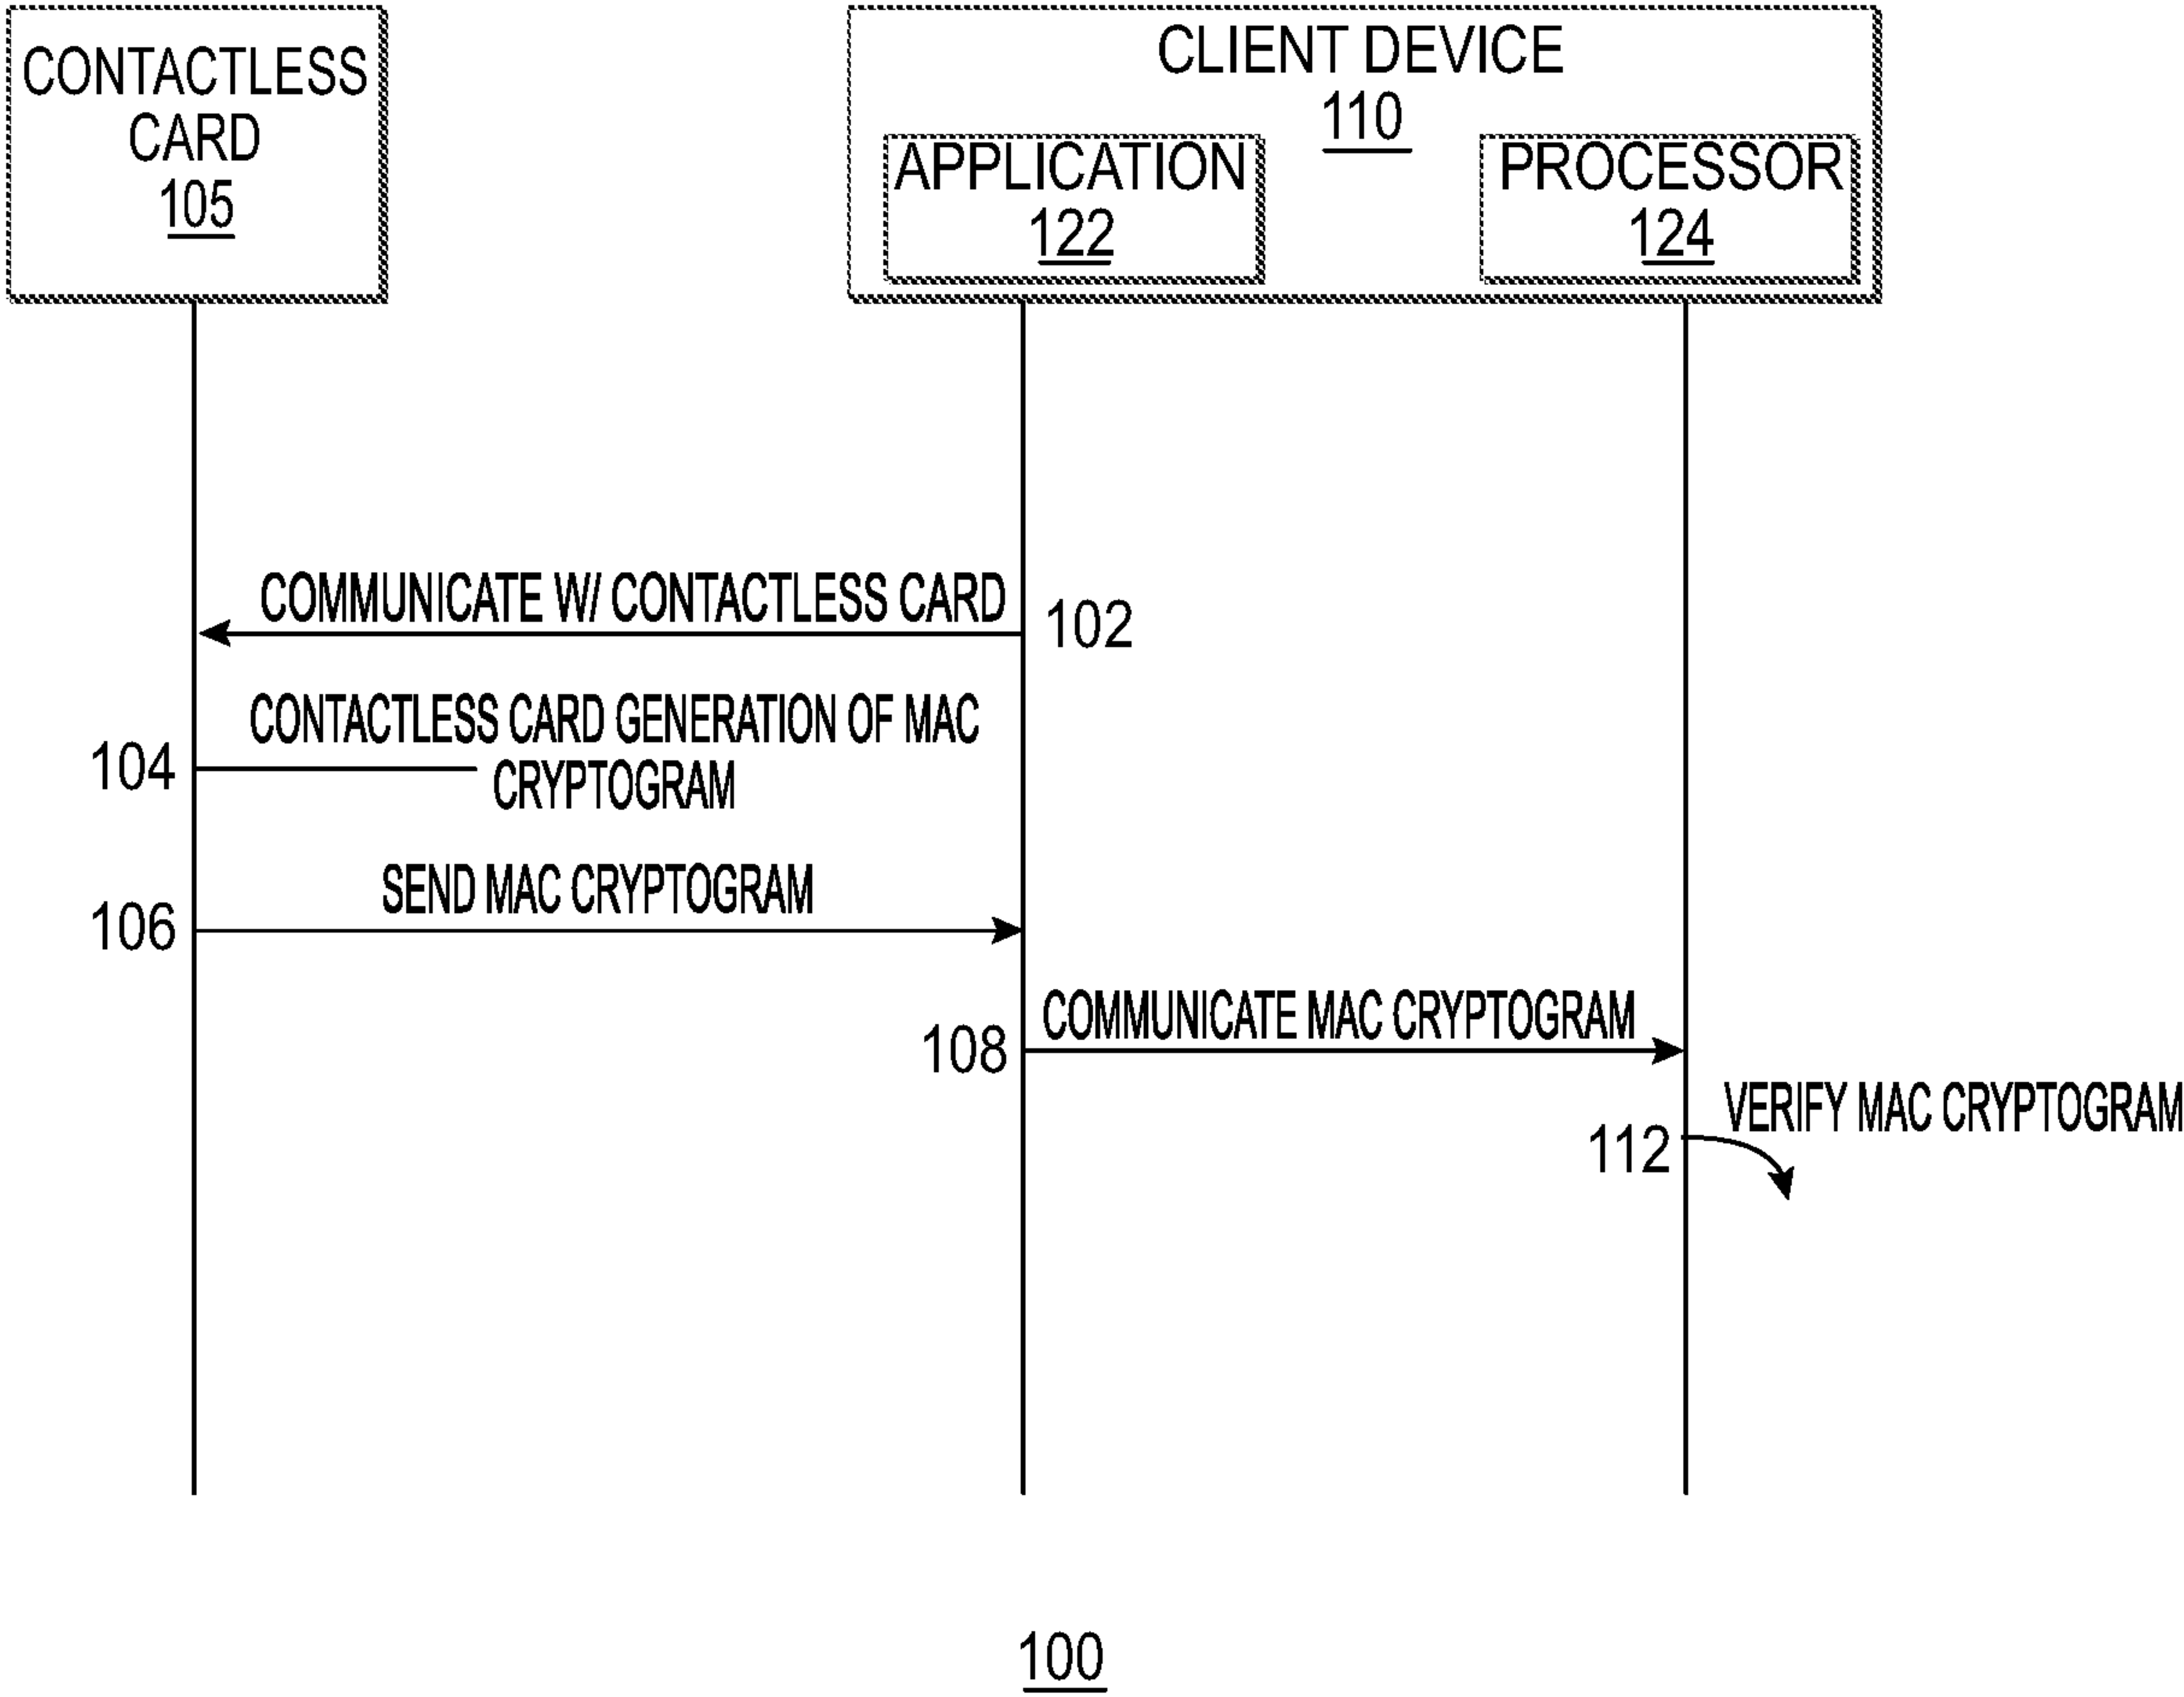 CONTACTLESS
CARD
105
CLIENT DEVICE
110
APPLICATION
122
PROCESSOR
124
COMMUNICATE W/ CONTACTLESS CARD
102
CONTACTLESS CARD GENERATION OF MAC
104
CRYPTOGRAM
SEND MAC CRYPTOGRAM
106
COMMUNICATE MAC CRYPTOGRAM
108
VERIFY MAC CRYPTOGRAM
112
100